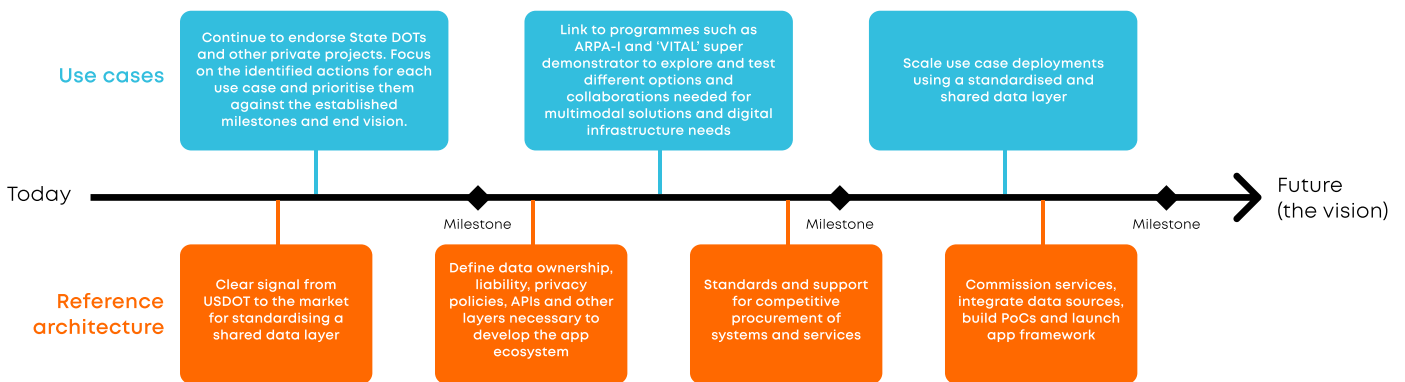 Use cases
Continue to endorse State DOTs
and other private projects. Focus
on the identified actions for each
use case and prioritise them
against the established
milestones and end vision.
Link to programmes such as
ARPA-I and ‘VITAL’ super
demonstrator to explore and test
different options and
collaborations needed for
multimodal solutions and digital
infrastructure needs
Scale use case deployments
using a standardised and
shared data layer
Today
Milestone
Milestone
Milestone
Future
(the vision)
Reference
architecture
Clear signal from
USDOT to the market
for standardising a
shared data layer
Define data ownership,
liability, privacy
policies, APIs and other
layers necessary to
develop the app
ecosystem
Standards and support
for competitive
procurement of
systems and services
Commission services,
integrate data sources,
build PoCs and launch
app framework